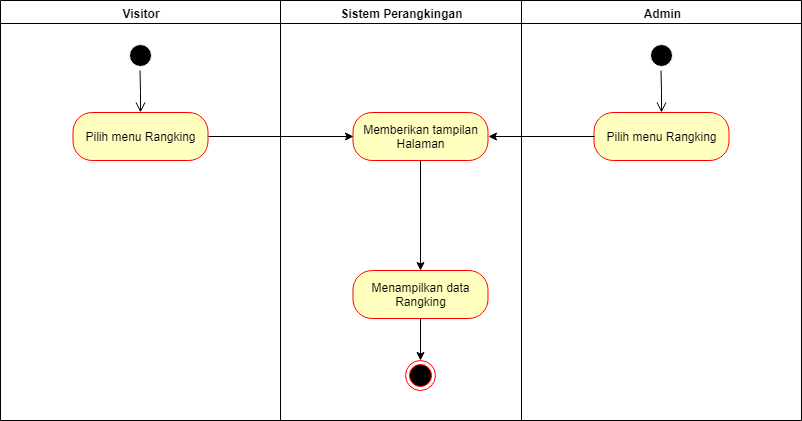 Visitor
Sistem Perangkingan
Admin
Pilih menu Rangking
Memberikan tampilan
Halaman
Pilih menu Rangking
Menampilkan data
Rangking